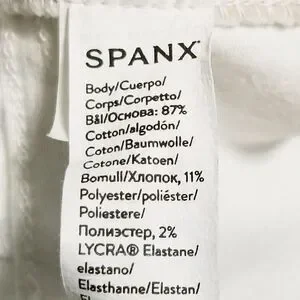 SPANX®
Body/Cuerpo/
Corps/Corpetto/
Bål/Основа: 87%
Cotton/algodón/
Coton/Baumwolle/
Cotone/Katoen/
Bomull/Хлопок, 11%
Polyester/poliéster/
Poliestere/
Полиэстер, 2%
LYCRA® Elastane/
elastano/
Elasthanne/Elastan/